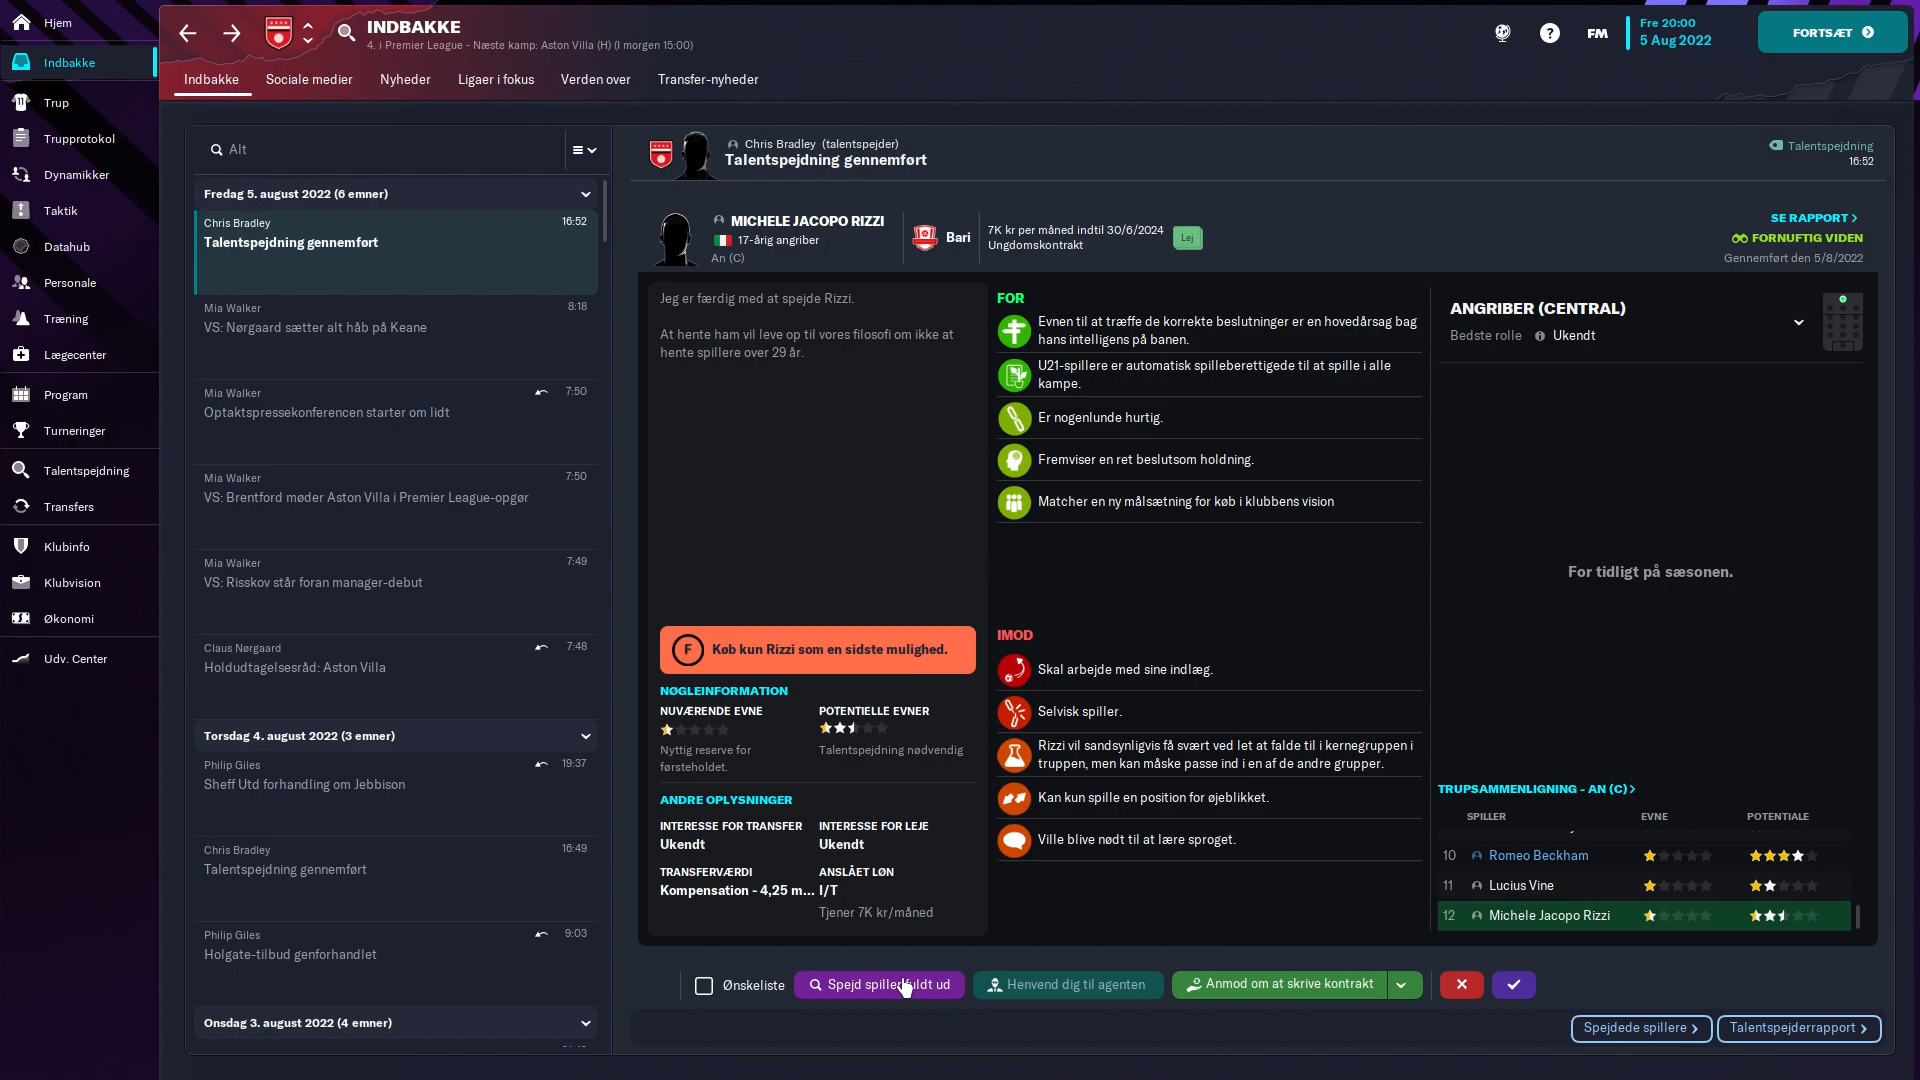 Hjem
Indbakke
Trup
Trupprotokol
Dynamikker
Taktik
Datahub
Personale
Træning
Lægecenter
Program
Turneringer
Talentspejdning
Transfers
Klubinfo
Klubvision
Økonomi
Udv. Center
INDBAKKE
4. i Premier League - Næste kamp: Aston Villa (H) (I morgen 15:00)
FM
Fre 20:00
5 Aug 2022
FORTSÆT
Indbakke
Sociale medier
Nyheder
Ligaer i fokus
Verden over
Transfer-nyheder
Alt
Fredag 5. august 2022 (6 emner)
Chris Bradley 16:52
Talentspejdning gennemført
Mia Walker 8:18
VS: Nørgaard sætter alt håb på Keane
Mia Walker 7:50
Optaktspressekonferencen starter om lidt
Mia Walker 7:50
VS: Brentford møder Aston Villa i Premier League-opgør
Mia Walker 7:49
VS: Risskov står foran manager-debut
Claus Nørgaard 7:48
Holdudtagelsesråd: Aston Villa
Torsdag 4. august 2022 (3 emner)
Philip Giles 19:37
Sheff Utd forhandling om Jebbison
Chris Bradley 16:49
Talentspejdning gennemført
Philip Giles 9:03
Holgate-tilbud genforhandlet
Onsdag 3. august 2022 (4 emner)
Chris Bradley (talentspejder)
Talentspejdning gennemført
Talentspejdning
16:52
MICHELE JACOPO RIZZI
17-årig angriber
An (C)
Bari
7K kr per måned indtil 30/6/2024
Ungdomskontrakt
Lej
SE RAPPORT
FORNUFTIG VIDEN
Gennemført den 5/8/2022
Jeg er færdig med at spejde Rizzi.
At hente ham vil leve op til vores filosofi om ikke at
hente spillere over 29 år.
F Køb kun Rizzi som en sidste mulighed.
NØGLEINFORMATION
NUVÆRENDE EVNE
Nyttig reserve for
førsteholdet.
POTENTIELLE EVNER
Talentspejdning nødvendig
ANDRE OPLYSNINGER
INTERESSE FOR TRANSFER
Ukendt
INTERESSE FOR LEJE
Ukendt
TRANSFERVÆRDI
Kompensation - 4,25 m...
ANSLÅET LØN
I/T
Tjener 7K kr/måned
FOR
Evnen til at træffe de korrekte beslutninger er en hovedårsag bag
hans intelligens på banen.
U21-spillere er automatisk spilleberettigede til at spille i alle
kampe.
Er nogenlunde hurtig.
Fremviser en ret beslutsom holdning.
Matcher en ny målsætning for køb i klubbens vision
IMOD
Skal arbejde med sine indlæg.
Selvisk spiller.
Rizzi vil sandsynligvis få svært ved let at falde til i kernegruppen i
truppen, men kan måske passe ind i en af de andre grupper.
Kan kun spille en position for øjeblikket.
Ville blive nødt til at lære sproget.
ANGRIBER (CENTRAL)
Bedste rolle Ukendt
For tidligt på sæsonen.
TRUPSAMMENLIGNING - AN (C)
SPILLER EVNE POTENTIALE
10 Romeo Beckham
11 Lucius Vine
12 Michele Jacopo Rizzi
Ønskeliste
Spejd spiller fuldt ud
Henvend dig til agenten
Anmod om at skrive kontrakt
Spejdede spillere
Talentspejderrapport